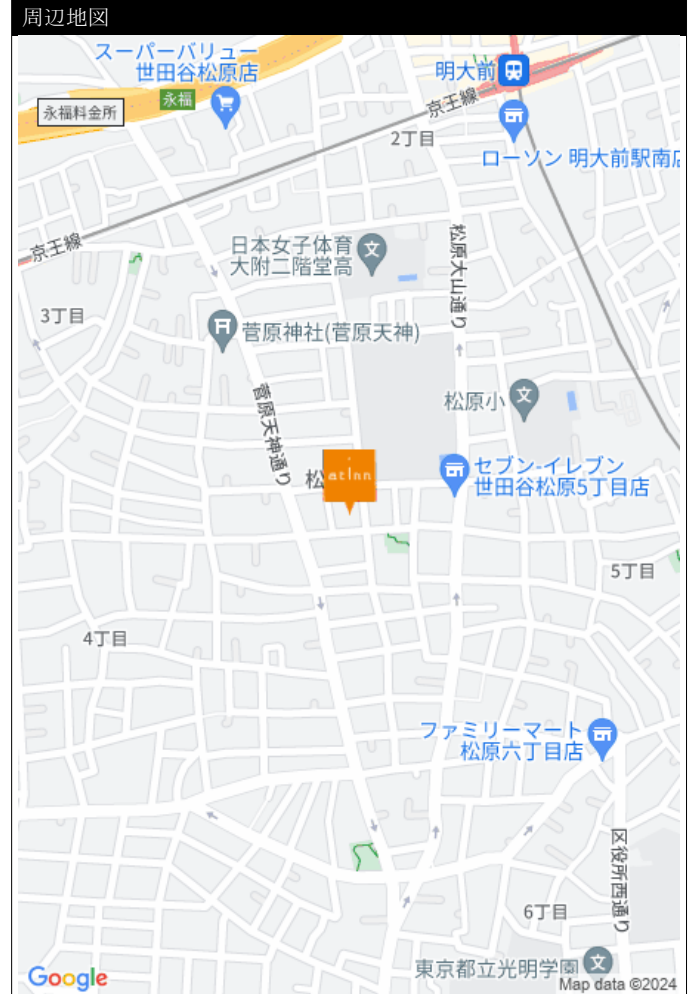 周辺地図
スーパーバリュー
世田谷松原店
明大前
永福
永福料金所
京王線
2丁目
ローソン 明大前駅南店
松原大山通り
日本女子体育
大附二階堂高
京王線
3丁目
菅原神社(菅原天神)
松原小
菅原天神通り
セブン-イレブン
世田谷松原5丁目店
松
atInn
5丁目
4丁目
ファミリーマート
松原六丁目店
区役所西通り
6丁目
東京都立光明学園
Google
Map data ©2024